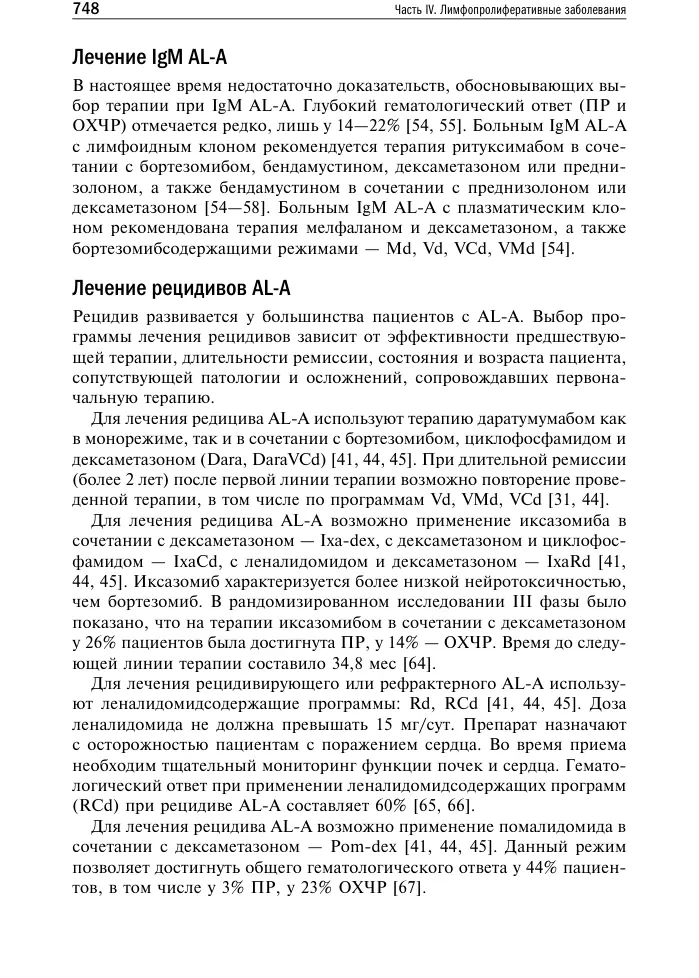 748
Часть IV. Лимфопролиферативные заболевания
Лечение IgM AL-A
В настоящее время недостаточно доказательств, обосновывающих вы-
бор терапии при IgM AL-A. Глубокий гематологический ответ (ПР и
ОХЧР) отмечается редко, лишь у 14—22% [54, 55]. Больным IgM AL-A
с лимфоидным клоном рекомендуется терапия ритуксимабом в соче-
тании с бортезомибом, бендамустином, дексаметазоном или предни-
золоном, а также бендамустином в сочетании с преднизолоном или
дексаметазоном [54—58]. Больным IgM AL-A с плазматическим кло-
ном рекомендована терапия мелфаланом и дексаметазоном, а также
бортезомибсодержащими режимами — Md, Vd, VCd, VMd [54].
Лечение рецидивов AL-A
Рецидив развивается у большинства пациентов с AL-A. Выбор про-
граммы лечения рецидивов зависит от эффективности предшествую-
щей терапии, длительности ремиссии, состояния и возраста пациента,
сопутствующей патологии и осложнений, сопровождавших первона-
чальную терапию.
Для лечения редицива AL-A используют терапию даратумумабом как
в монорежиме, так и в сочетании с бортезомибом, циклофосфамидом и
дексаметазоном (Dara, DaraVCd) [41, 44, 45]. При длительной ремиссии
(более 2 лет) после первой линии терапии возможно повторение прове-
денной терапии, в том числе по программам Vd, VMd, VCd [31, 44].
Для лечения редицива AL-A возможно применение иксазомиба в
сочетании с дексаметазоном — Ixa-dex, с дексаметазоном и циклофос-
фамидом — IxaCd, с леналидомидом и дексаметазоном — IxaRd [41,
44, 45]. Иксазомиб характеризуется более низкой нейротоксичностью,
чем бортезомиб. В рандомизированном исследовании III фазы было
показано, что на терапии иксазомибом в сочетании с дексаметазоном
у 26% пациентов была достигнута ПР, у 14% — ОХЧР. Время до следу-
ющей линии терапии составило 34,8 мес [64].
Для лечения рецидивирующего или рефрактерного AL-A использу-
ют леналидомидсодержащие программы: Rd, RCd [41, 44, 45]. Доза
леналидомида не должна превышать 15 мг/сут. Препарат назначают
с осторожностью пациентам с поражением сердца. Во время приема
необходим тщательный мониторинг функции почек и сердца. Гемато-
логический ответ при применении леналидомидсодержащих программ
(RCd) при рецидиве AL-A составляет 60% [65, 66].
Для лечения рецидива AL-A возможно применение помалидомида в
сочетании с дексаметазоном — Pom-dex [41, 44, 45]. Данный режим
позволяет достигнуть общего гематологического ответа у 44% пациен-
тов, в том числе у 3% ПР, у 23% ОХЧР [67].